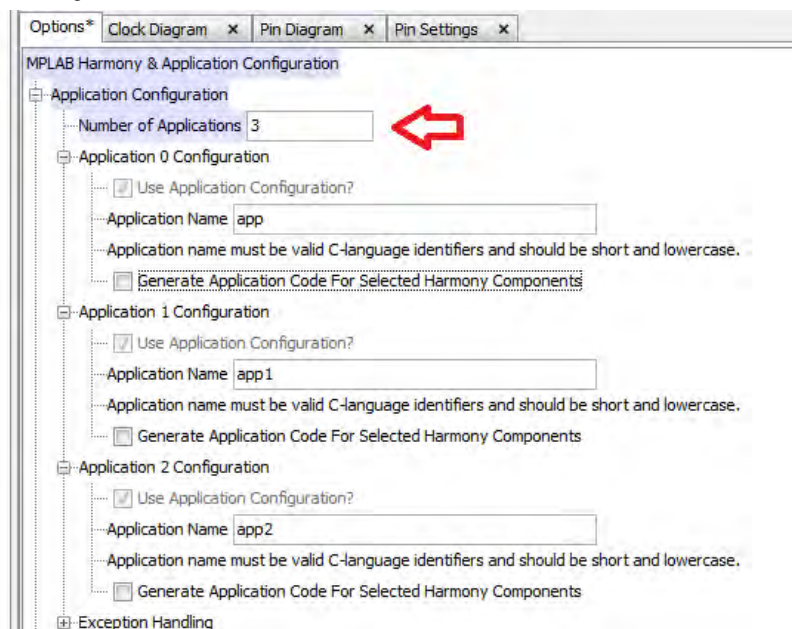 Options* Clock Diagram x Pin Diagram x Pin Settings x
MPLAB Harmony & Application Configuration
Application Configuration
Number of Applications 3
Application 0 Configuration
Use Application Configuration?
Application Name app
Application name must be valid C-language identifiers and should be short and lowercase.
Generate Application Code For Selected Harmony Components
Application 1 Configuration
Use Application Configuration?
Application Name app1
Application name must be valid C-language identifiers and should be short and lowercase.
Generate Application Code For Selected Harmony Components
Application 2 Configuration
Use Application Configuration?
Application Name app2
Application name must be valid C-language identifiers and should be short and lowercase.
Generate Application Code For Selected Harmony Components
Exception Handling